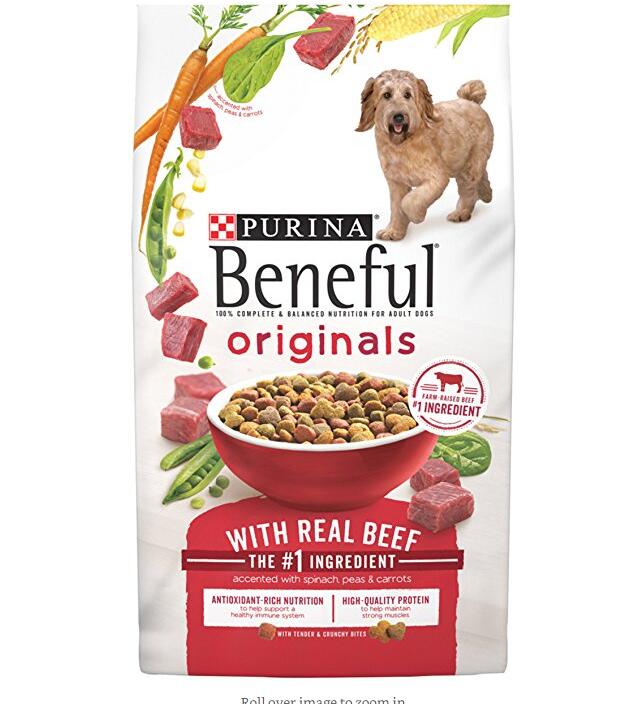 accented with
spinach, peas & carrots
PURINA®
Beneful®
100% COMPLETE & BALANCED NUTRITION FOR ADULT DOGS
originals
FARM-RAISED BEEF
#1 INGREDIENT
WITH REAL BEEF
THE #1 INGREDIENT
accented with spinach, peas & carrots
ANTIOXIDANT-RICH NUTRITION
to help support a
healthy immune system
HIGH-QUALITY PROTEIN
to help maintain
strong muscles
WITH TENDER & CRUNCHY BITES
Roll over image to zoom in